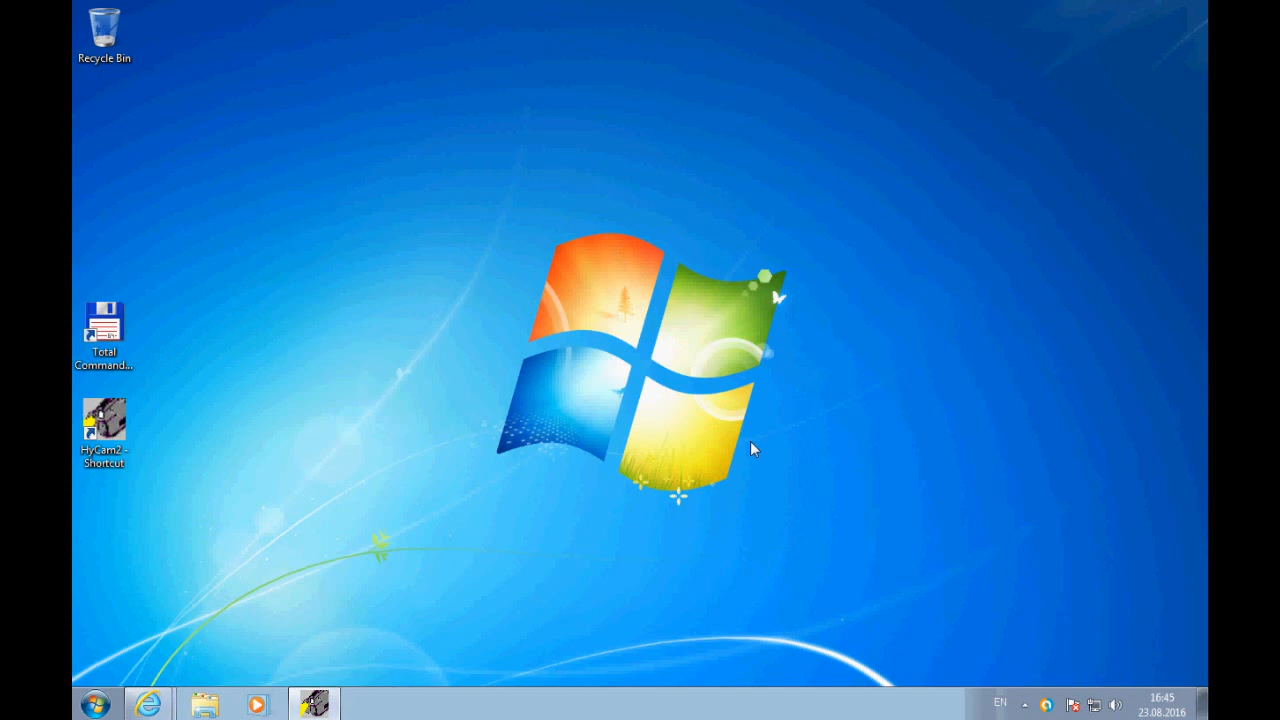 Recycle Bin
Total
Command...
HyCam2 -
Shortcut
EN
16:45
23.08.2016